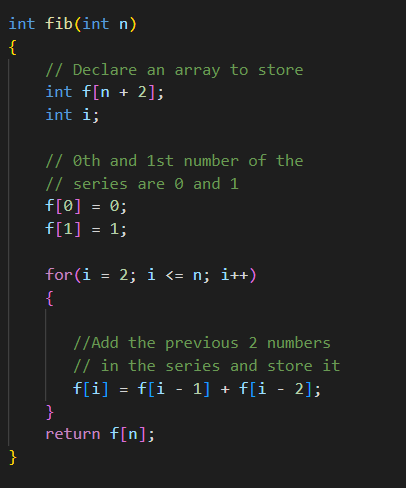 int fib(int n)
{
// Declare an array to store
int f[n + 2];
int i;
// 0th and 1st number of the
// series are 0 and 1
f[0] = 0;
f[1] = 1;
for(i = 2; i <= n; i++)
{
//Add the previous 2 numbers
// in the series and store it
f[i] = f[i - 1] + f[i - 2];
}
return f[n];
}